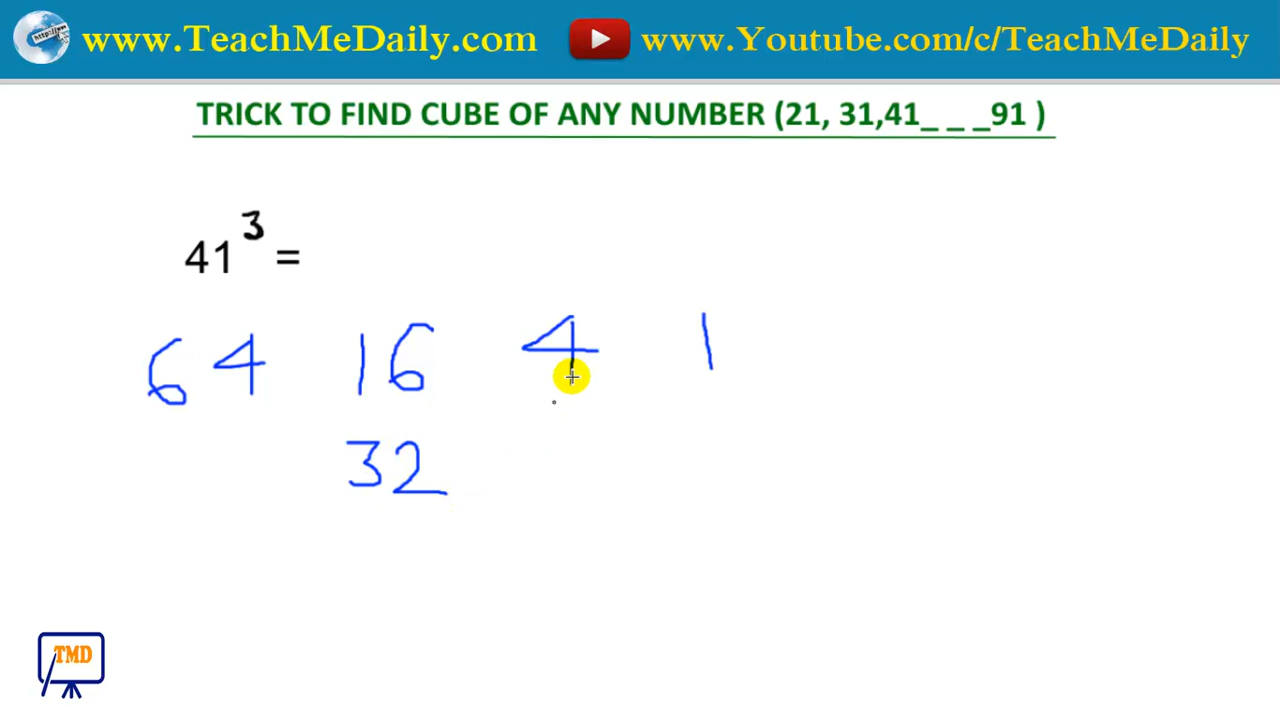 www.TeachMeDaily.com www.Youtube.com/c/TeachMeDaily
TRICK TO FIND CUBE OF ANY NUMBER (21, 31,41_ _ _91 )
41³ =
64 16 4 1
32
TMD